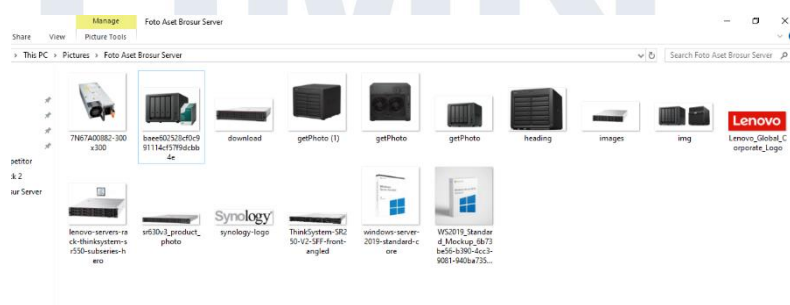 Manage
Foto Aset Brosur Server
Share View Picture Tools
> This PC > Pictures > Foto Aset Brosur Server
Search Foto Aset Brosur Server
petitor
k 2
ur Server
7N67A00882-300
x300
baee602528cf0c9
91114cf57f9dcbb
4e
download
getPhoto (1)
getPhoto
getPhoto
heading
images
img
Lenovo
Lenovo_Global_C
orporate_Logo
lenovo-servers-ra
ck-thinksystem-s
r550-subseries-h
ero
sr630v3_product_
photo
Synology
synology-logo
ThinkSystem-SR2
50-V2-SFF-front-
angled
windows-server-
2019-standard-c
ore
WS2019_Standar
d_Mockup_6b73
be56-b390-4cc3-
9081-940ba735...